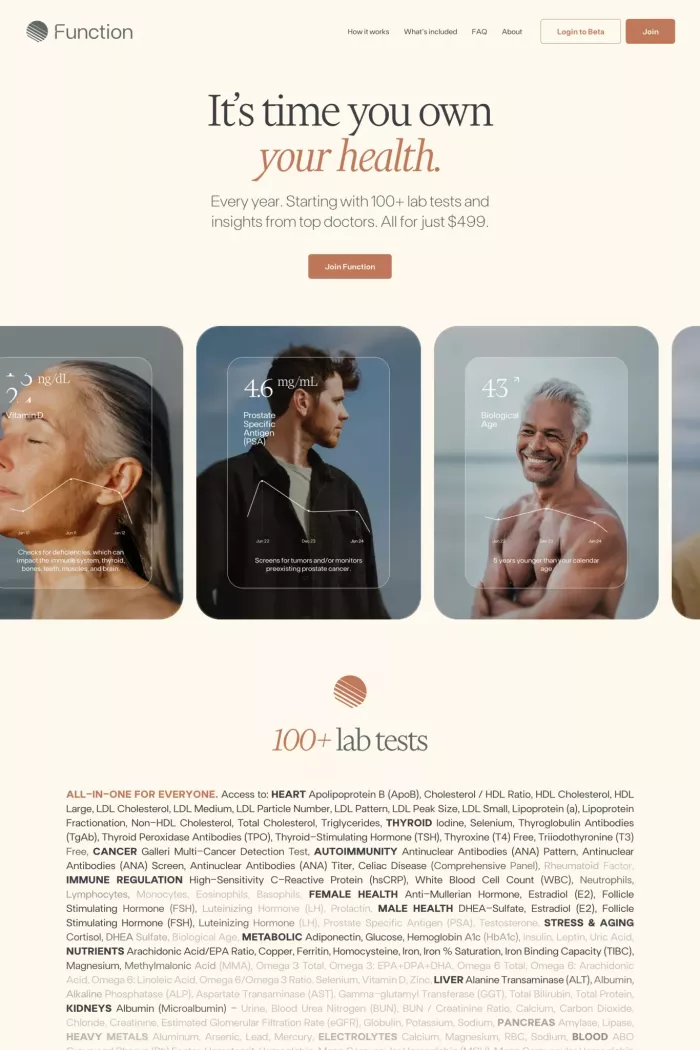 Function
How it works
What's included
FAQ
About
Login to Beta
Join
It's time you own
your health.
Every year. Starting with 100+ lab tests and
insights from top doctors. All for just $499.
Join Function
ng/dL
Vitamin D
Jun 11
Jan 12
Checks for deficiencies, which can
impact the immune system, thyroid,
bones, teeth, muscles, and brain.
4.6 mg/mL
Prostate
Specific
Antigen
(PSA)
Jun 23
Dec 23
Jun 24
Screens for tumors and/or monitors
preexisting prostate cancer.
43
Biological
Age
Jan 23
Jun 23
Jan 24
5 years younger than your calendar
age.
100+ lab tests
ALL-IN-ONE FOR EVERYONE. Access to: HEART Apolipoprotein B (ApoB), Cholesterol / HDL Ratio, HDL Cholesterol, HDL
Large, LDL Cholesterol, LDL Medium, LDL Particle Number, LDL Pattern, LDL Peak Size, LDL Small, Lipoprotein (a), Lipoprotein
Fractionation, Non-HDL Cholesterol, Total Cholesterol, Triglycerides, THYROID Iodine, Selenium, Thyroglobulin Antibodies
(TgAb), Thyroid Peroxidase Antibodies (TPO), Thyroid-Stimulating Hormone (TSH), Thyroxine (T4) Free, Triiodothyronine (T3)
Free, CANCER Galleri Multi-Cancer Detection Test, AUTOIMMUNITY Antinuclear Antibodies (ANA) Pattern, Antinuclear
Antibodies (ANA) Screen, Antinuclear Antibodies (ANA) Titer, Celiac Disease (Comprehensive Panel), Rheumatoid Factor,
IMMUNE REGULATION High-Sensitivity C-Reactive Protein (hsCRP), White Blood Cell Count (WBC), Neutrophils,
Lymphocytes, Monocytes, Eosinophils, Basophils, FEMALE HEALTH Anti-Mullerian Hormone, Estradiol (E2), Follicle
Stimulating Hormone (FSH), Luteinizing Hormone (LH), Prolactin, MALE HEALTH DHEA-Sulfate, Estradiol (E2), Follicle
Stimulating Hormone (FSH), Luteinizing Hormone (LH), Prostate Specific Antigen (PSA), Testosterone, STRESS & AGING
Cortisol, DHEA Sulfate, Biological Age, METABOLIC Adiponectin, Glucose, Hemoglobin A1c (HbA1c), Insulin, Leptin, Uric Acid,
NUTRIENTS Arachidonic Acid/EPA Ratio, Copper, Ferritin, Homocysteine, Iron, Iron % Saturation, Iron Binding Capacity (TIBC),
Magnesium, Methylmalonic Acid (MMA), Omega 3 Total, Omega 3: EPA+DPA+DHA, Omega 6 Total, Omega 6: Arachidonic
Acid, Omega 6: Linoleic Acid, Omega 6/Omega 3 Ratio, Selenium, Vitamin D, Zinc, LIVER Alanine Transaminase (ALT), Albumin,
Alkaline Phosphatase (ALP), Aspartate Transaminase (AST), Gamma-glutamyl Transferase (GGT), Total Bilirubin, Total Protein,
KIDNEYS Albumin (Microalbumin) - Urine, Blood Urea Nitrogen (BUN), BUN / Creatinine Ratio, Calcium, Carbon Dioxide,
Chloride, Creatinine, Estimated Glomerular Filtration Rate (eGFR), Globulin, Potassium, Sodium, PANCREAS Amylase, Lipase,
HEAVY METALS Aluminum, Arsenic, Lead, Mercury, ELECTROLYTES Calcium, Magnesium, RBC, Sodium, BLOOD ABO